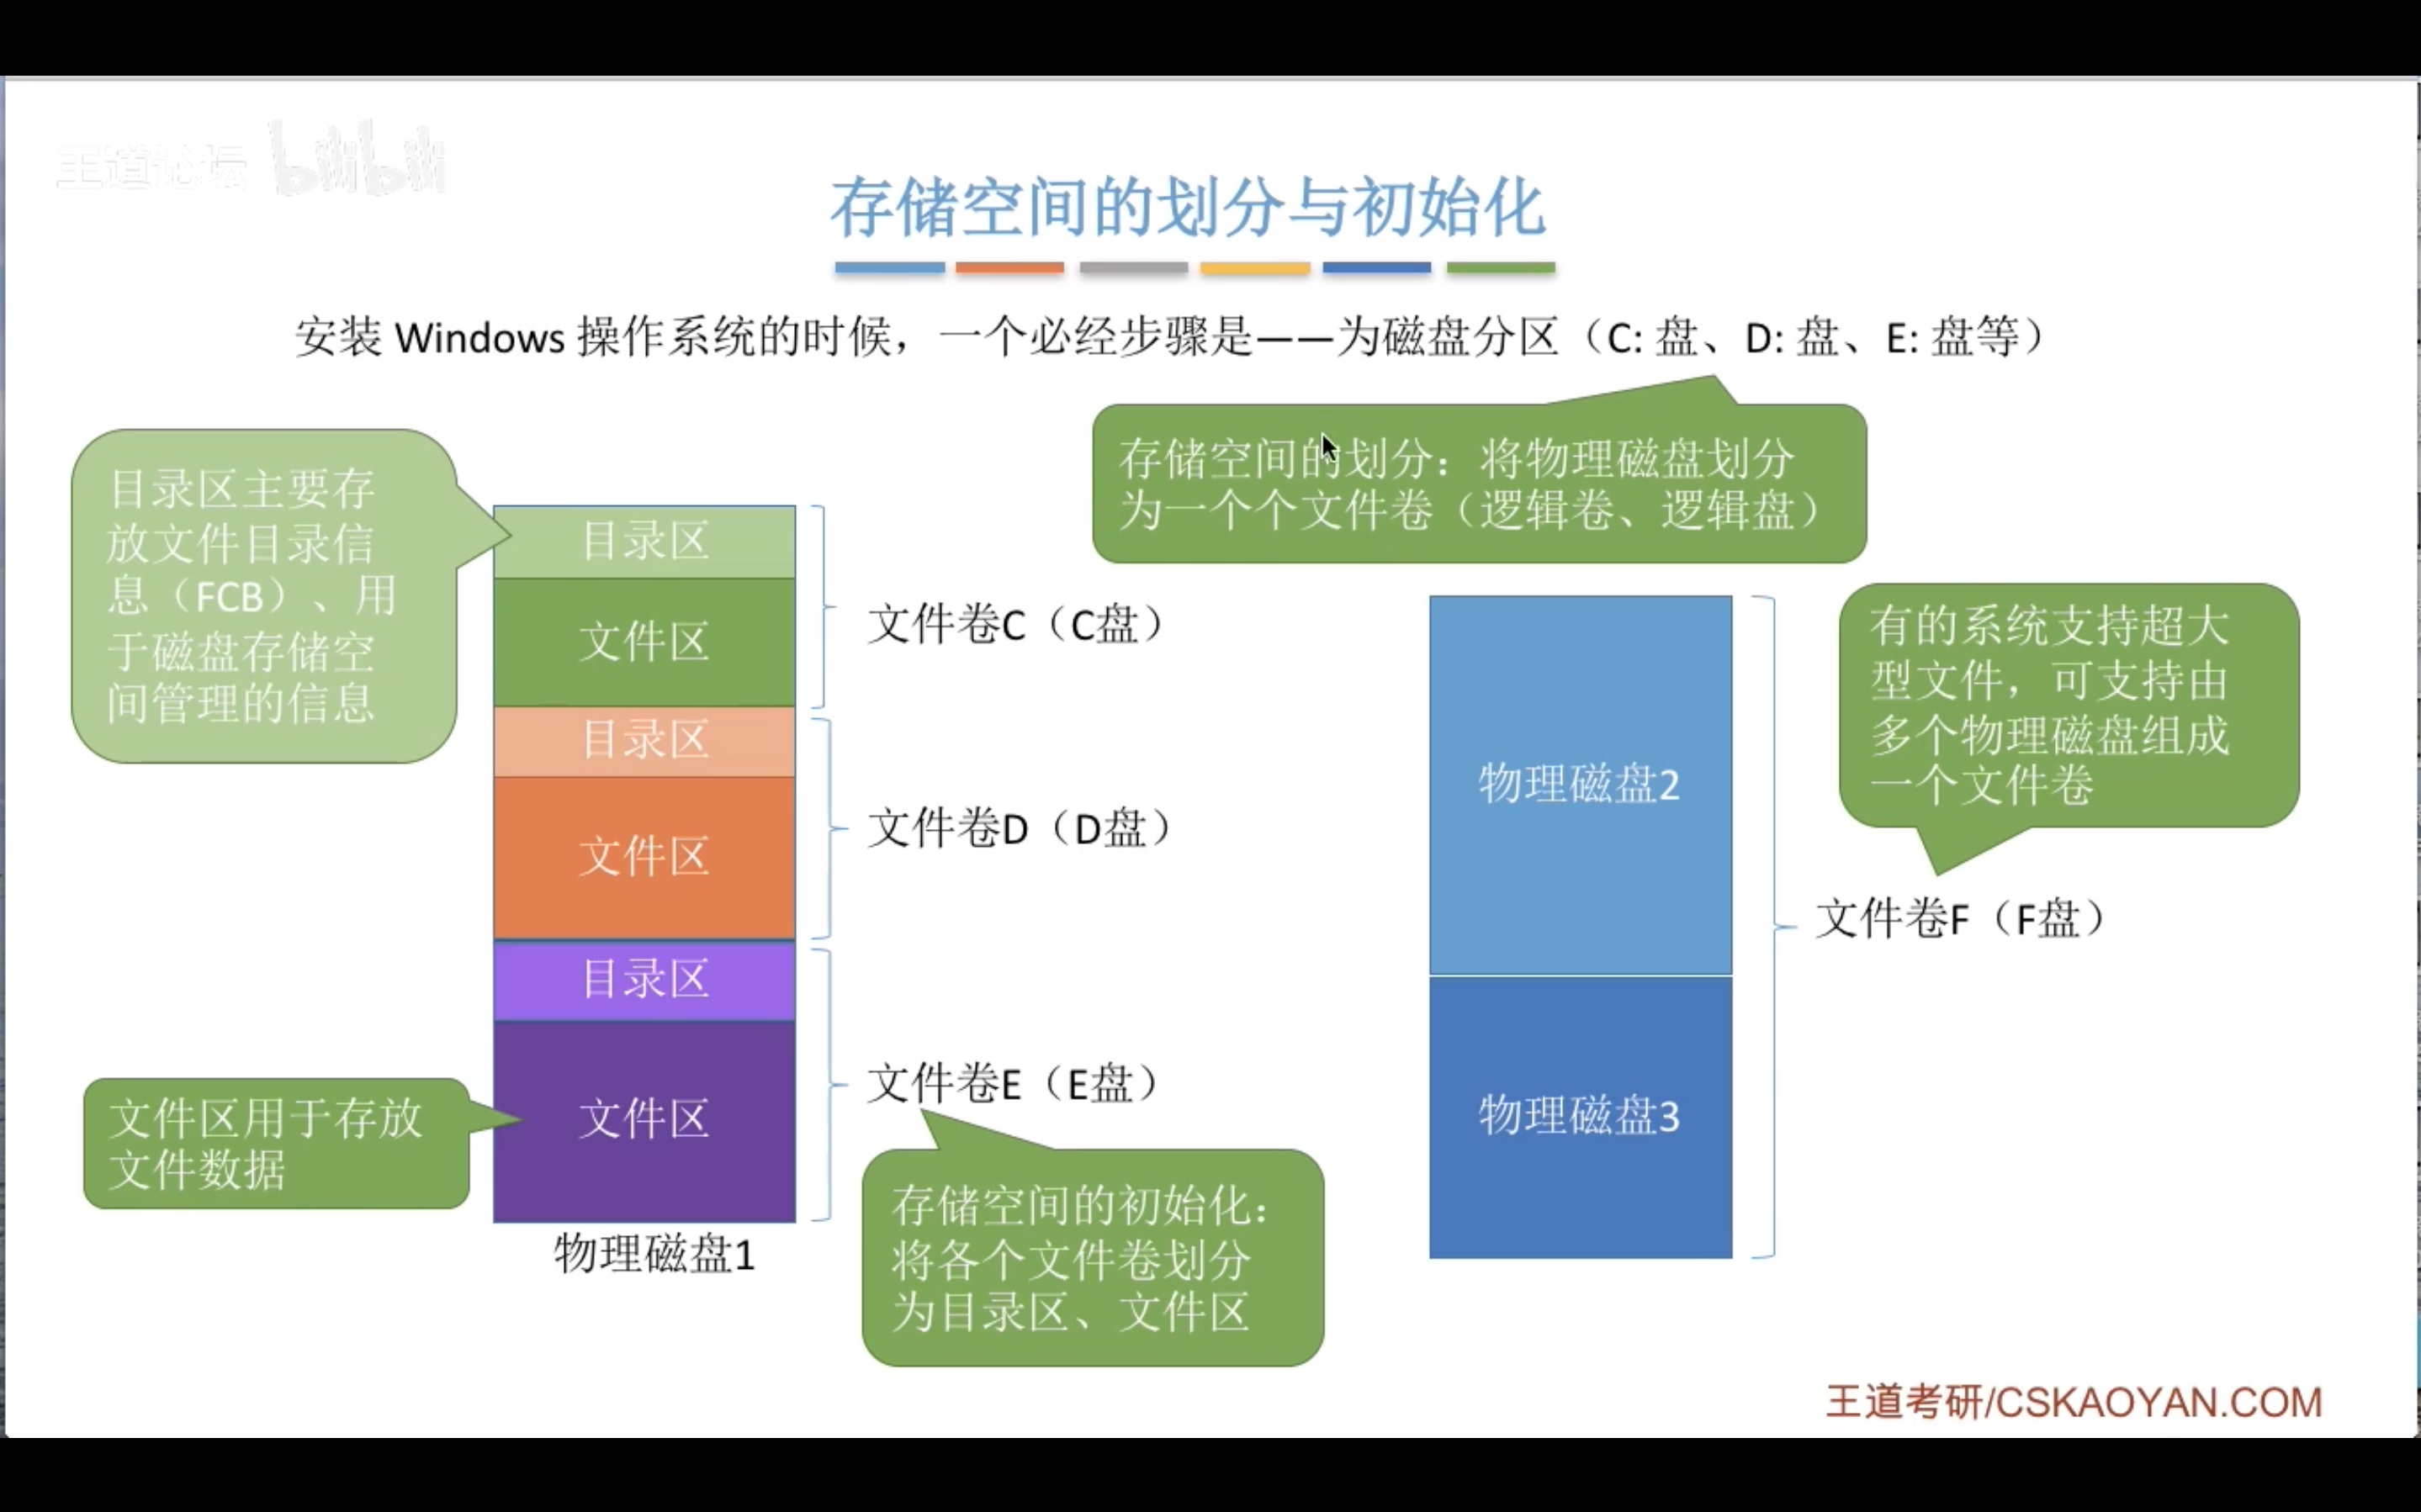 王道论坛 bilibili
存储空间的划分与初始化
安装 Windows 操作系统的时候，一个必经步骤是——为磁盘分区（C: 盘、D: 盘、E: 盘等）
存储空间的划分：将物理磁盘划分
为一个个文件卷（逻辑卷、逻辑盘）
目录区主要存
放文件目录信
息（FCB）、用
于磁盘存储空
间管理的信息
目录区
文件区
文件卷C（C盘）
目录区
文件区
文件卷D（D盘）
目录区
文件区
文件卷E（E盘）
文件区用于存放
文件数据
物理磁盘1
存储空间的初始化：
将各个文件卷划分
为目录区、文件区
物理磁盘2
物理磁盘3
有的系统支持超大
型文件，可支持由
多个物理磁盘组成
一个文件卷
文件卷F（F盘）
王道考研/CSKAOYAN.COM